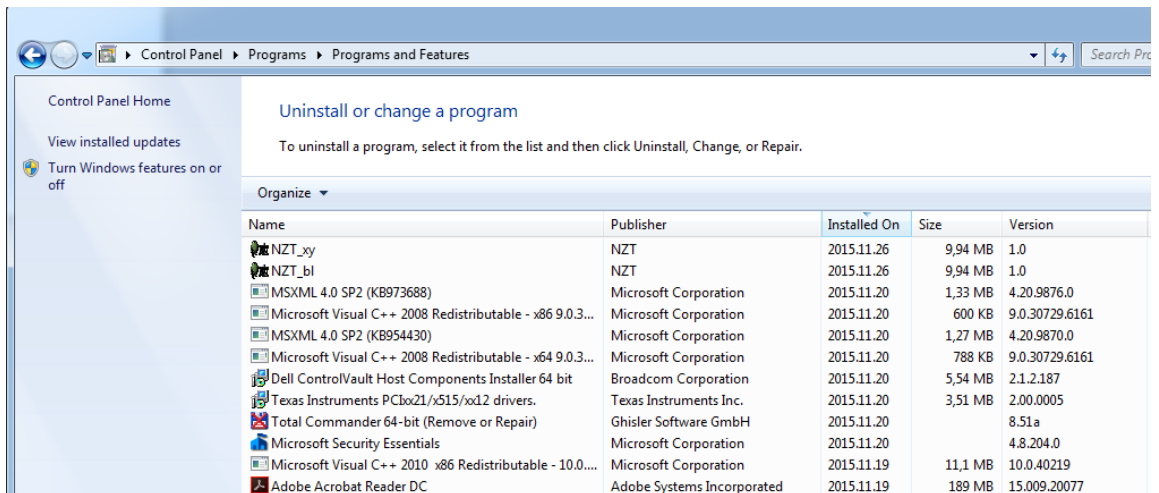 Control Panel Programs Programs and Features Search Pro
Control Panel Home
View installed updates
Turn Windows features on or
off
Uninstall or change a program
To uninstall a program, select it from the list and then click Uninstall, Change, or Repair.
Organize
Name Publisher Installed On Size Version
NZT_xy NZT 2015.11.26 9,94 MB 1.0
NZT_bl NZT 2015.11.26 9,94 MB 1.0
MSXML 4.0 SP2 (KB973688) Microsoft Corporation 2015.11.20 1,33 MB 4.20.9876.0
Microsoft Visual C++ 2008 Redistributable - x86 9.0.3... Microsoft Corporation 2015.11.20 600 KB 9.0.30729.6161
MSXML 4.0 SP2 (KB954430) Microsoft Corporation 2015.11.20 1,27 MB 4.20.9870.0
Microsoft Visual C++ 2008 Redistributable - x64 9.0.3... Microsoft Corporation 2015.11.20 788 KB 9.0.30729.6161
Dell ControlVault Host Components Installer 64 bit Broadcom Corporation 2015.11.20 5,54 MB 2.1.2.187
Texas Instruments PCIxx21/x515/xx12 drivers. Texas Instruments Inc. 2015.11.20 3,51 MB 2.00.0005
Total Commander 64-bit (Remove or Repair) Ghisler Software GmbH 2015.11.20 8.51a
Microsoft Security Essentials Microsoft Corporation 2015.11.20 4.8.204.0
Microsoft Visual C++ 2010 x86 Redistributable - 10.0.... Microsoft Corporation 2015.11.19 11,1 MB 10.0.40219
Adobe Acrobat Reader DC Adobe Systems Incorporated 2015.11.19 189 MB 15.009.20077